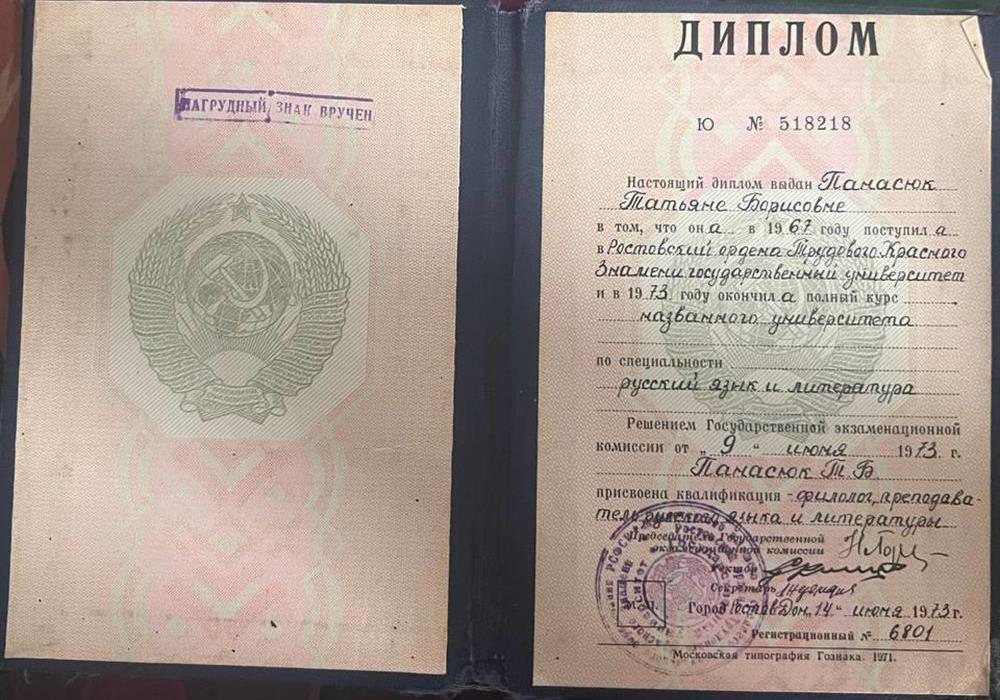 НАГРУДНЫЙ ЗНАК ВРУЧЕН
ДИПЛОМ
Ю № 518218
Настоящий диплом выдан Панасюк
Татьяне Борисовне
в том, что она в 1967 году поступила
в Ростовский ордена Трудового Красного
Знамени государственный университет
и в 1973 году окончила полный курс
названного университета
по специальности
русский язык и литература
Решением Государственной экзаменационной
комиссии от „9“ июня 1973 г.
Панасюк Т.Б.
присвоена квалификация - филолог, преподава-
тель русского языка и литературы
Председатель Государственной
экзаменационной комиссии
Ректор
Секретарь
Город Ростов Дон, 14“ июня 1973 г.
Регистрационный № 6801
Московская типография Гознака. 1971.